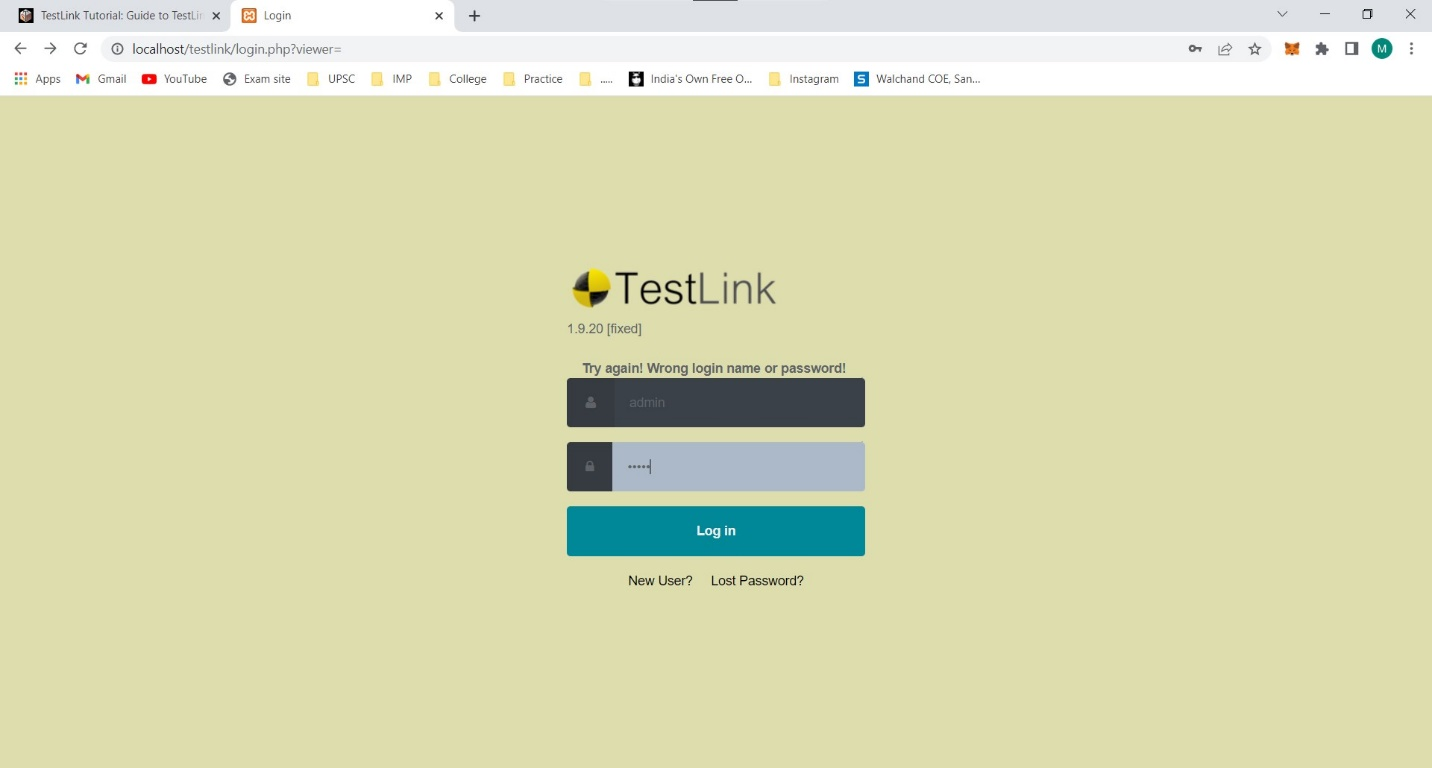 TestLink Tutorial: Guide to TestLin
Login
localhost/testlink/login.php?viewer=
M
Apps
Gmail
YouTube
Exam site
UPSC
IMP
College
Practice
.....
India's Own Free O...
Instagram
S
Walchand COE, San...
TestLink
1.9.20 [fixed]
Try again! Wrong login name or password!
admin
•••••
Log in
New User? Lost Password?